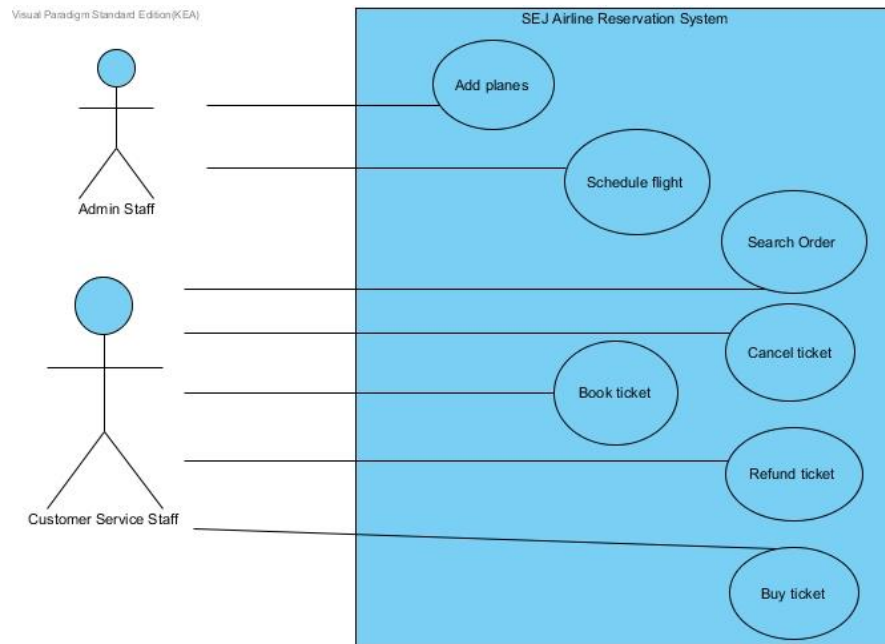 Visual Paradigm Standard Edition(KEA)
SEJ Airline Reservation System
Add planes
Schedule flight
Admin Staff
Search Order
Cancel ticket
Book ticket
Refund ticket
Customer Service Staff
Buy ticket